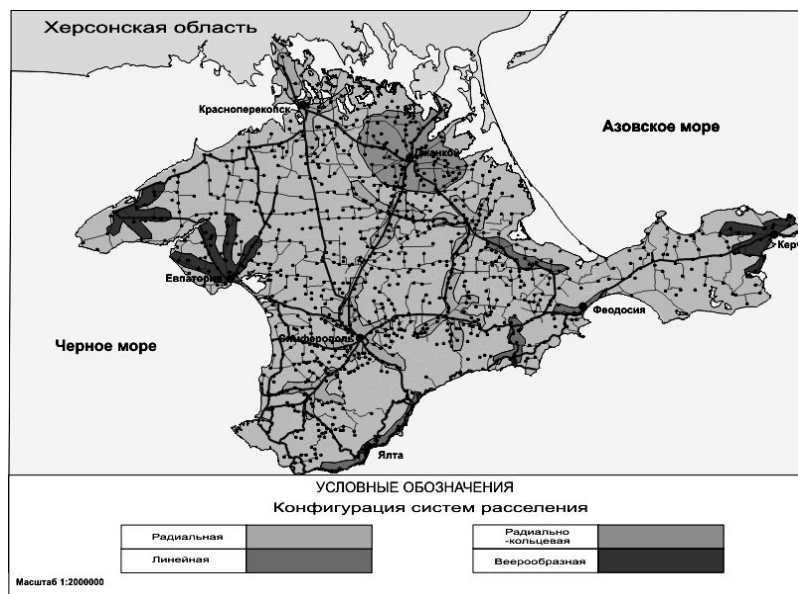 Херсонская область
Красноперекопск
Азовское море
Джанкой
Керчь
Евпатория
Феодосия
Симферополь
Черное море
Ялта
УСЛОВНЫЕ ОБОЗНАЧЕНИЯ
Конфигурация систем расселения
Радиальная
Радиально
-кольцевая
Линейная
Веерообразная
Масштаб 1:2000000